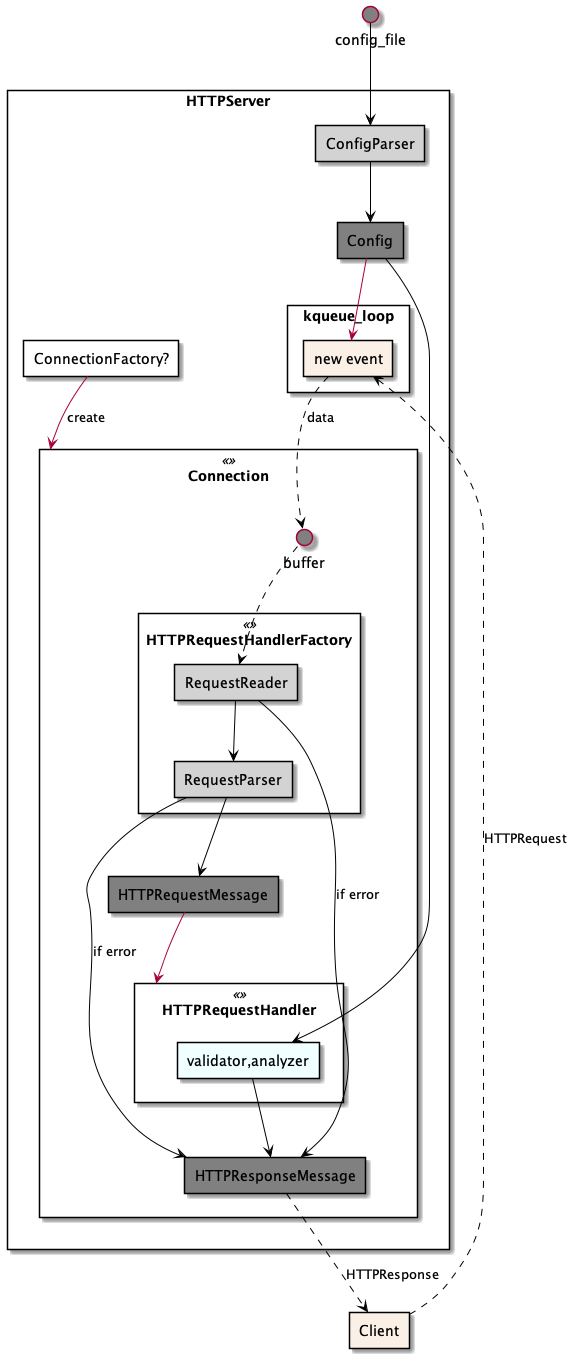 config_file
HTTPServer
ConfigParser
Config
kqueue_loop
new event
ConnectionFactory?
create
data
«»
Connection
buffer
«»
HTTPRequestHandlerFactory
RequestReader
RequestParser
HTTPRequest
HTTPRequestMessage
if error
if error
«»
HTTPRequestHandler
validator,analyzer
HTTPResponseMessage
HTTPResponse
Client